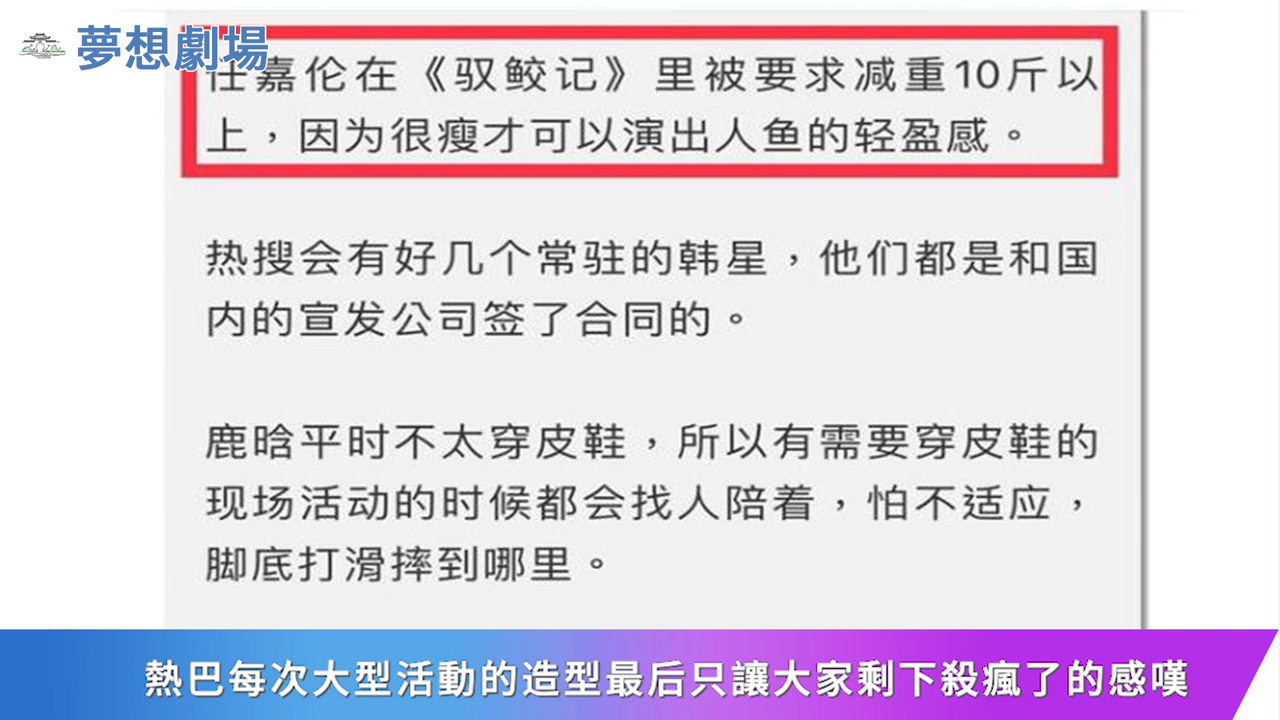 夢想劇場
任嘉伦在《驭鲛记》里被要求减重10斤以
上，因为很瘦才可以演出人鱼的轻盈感。
热搜会有好几个常驻的韩星，他们都是和国
内的宣发公司签了合同的。
鹿晗平时不太穿皮鞋，所以有需要穿皮鞋的
现场活动的时候都会找人陪着，怕不适应，
脚底打滑摔到哪里。
熱巴每次大型活動的造型最后只讓大家剩下殺瘋了的感嘆